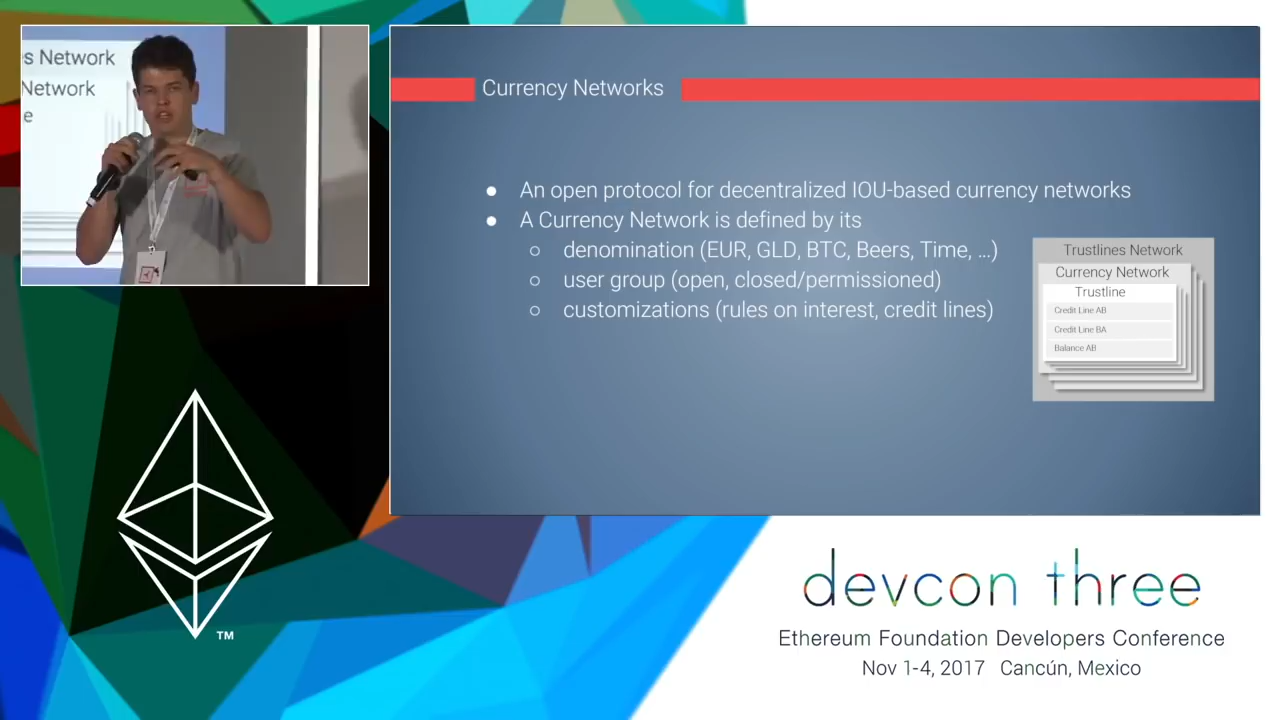 s Network
Network
e
Currency Networks
● An open protocol for decentralized IOU-based currency networks
● A Currency Network is defined by its
○ denomination (EUR, GLD, BTC, Beers, Time, ...)
○ user group (open, closed/permissioned)
○ customizations (rules on interest, credit lines)
Trustlines Network
Currency Network
Trustline
Credit Line AB
Credit Line BA
Balance AB
TM
devcon three
Ethereum Foundation Developers Conference
Nov 1-4, 2017 Cancún, Mexico